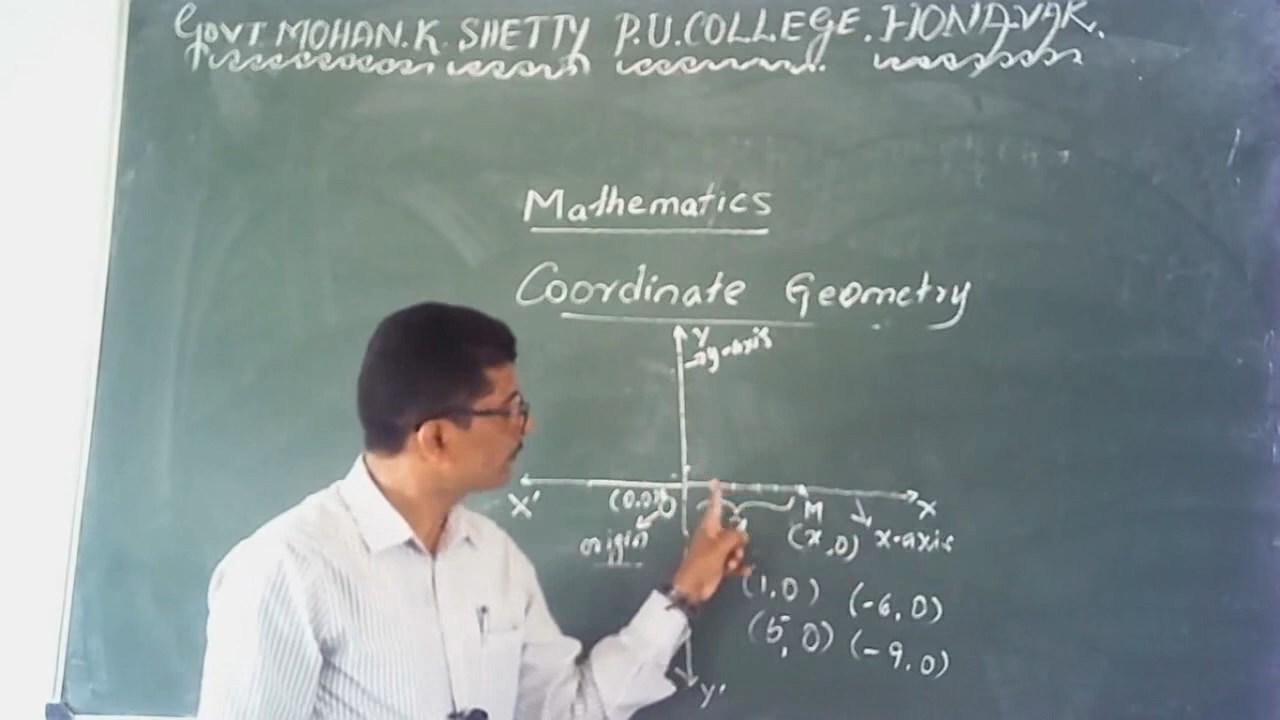 GOVT MOHAN.K. SHETTY P.U.COLLEGE. HONAVAR.
Mathematics
Coordinate Geometry
Y
y-axis
X'
(0,0)
O
M
X
origin
(x,0)
x-axis
(1,0) (-6,0)
(5,0) (-9,0)
Y'